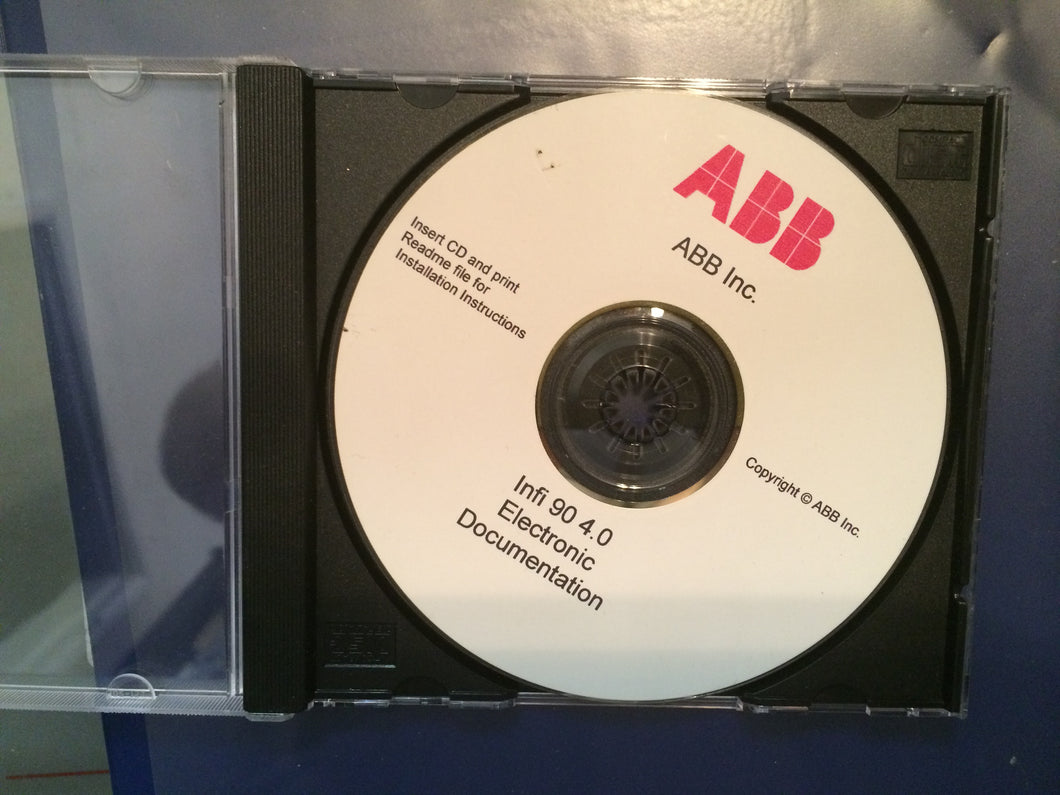 ABB
ABB Inc.
Insert CD and print
Readme file for
Installation Instructions
Copyright © ABB Inc.
Infi 90 4.0
Electronic
Documentation